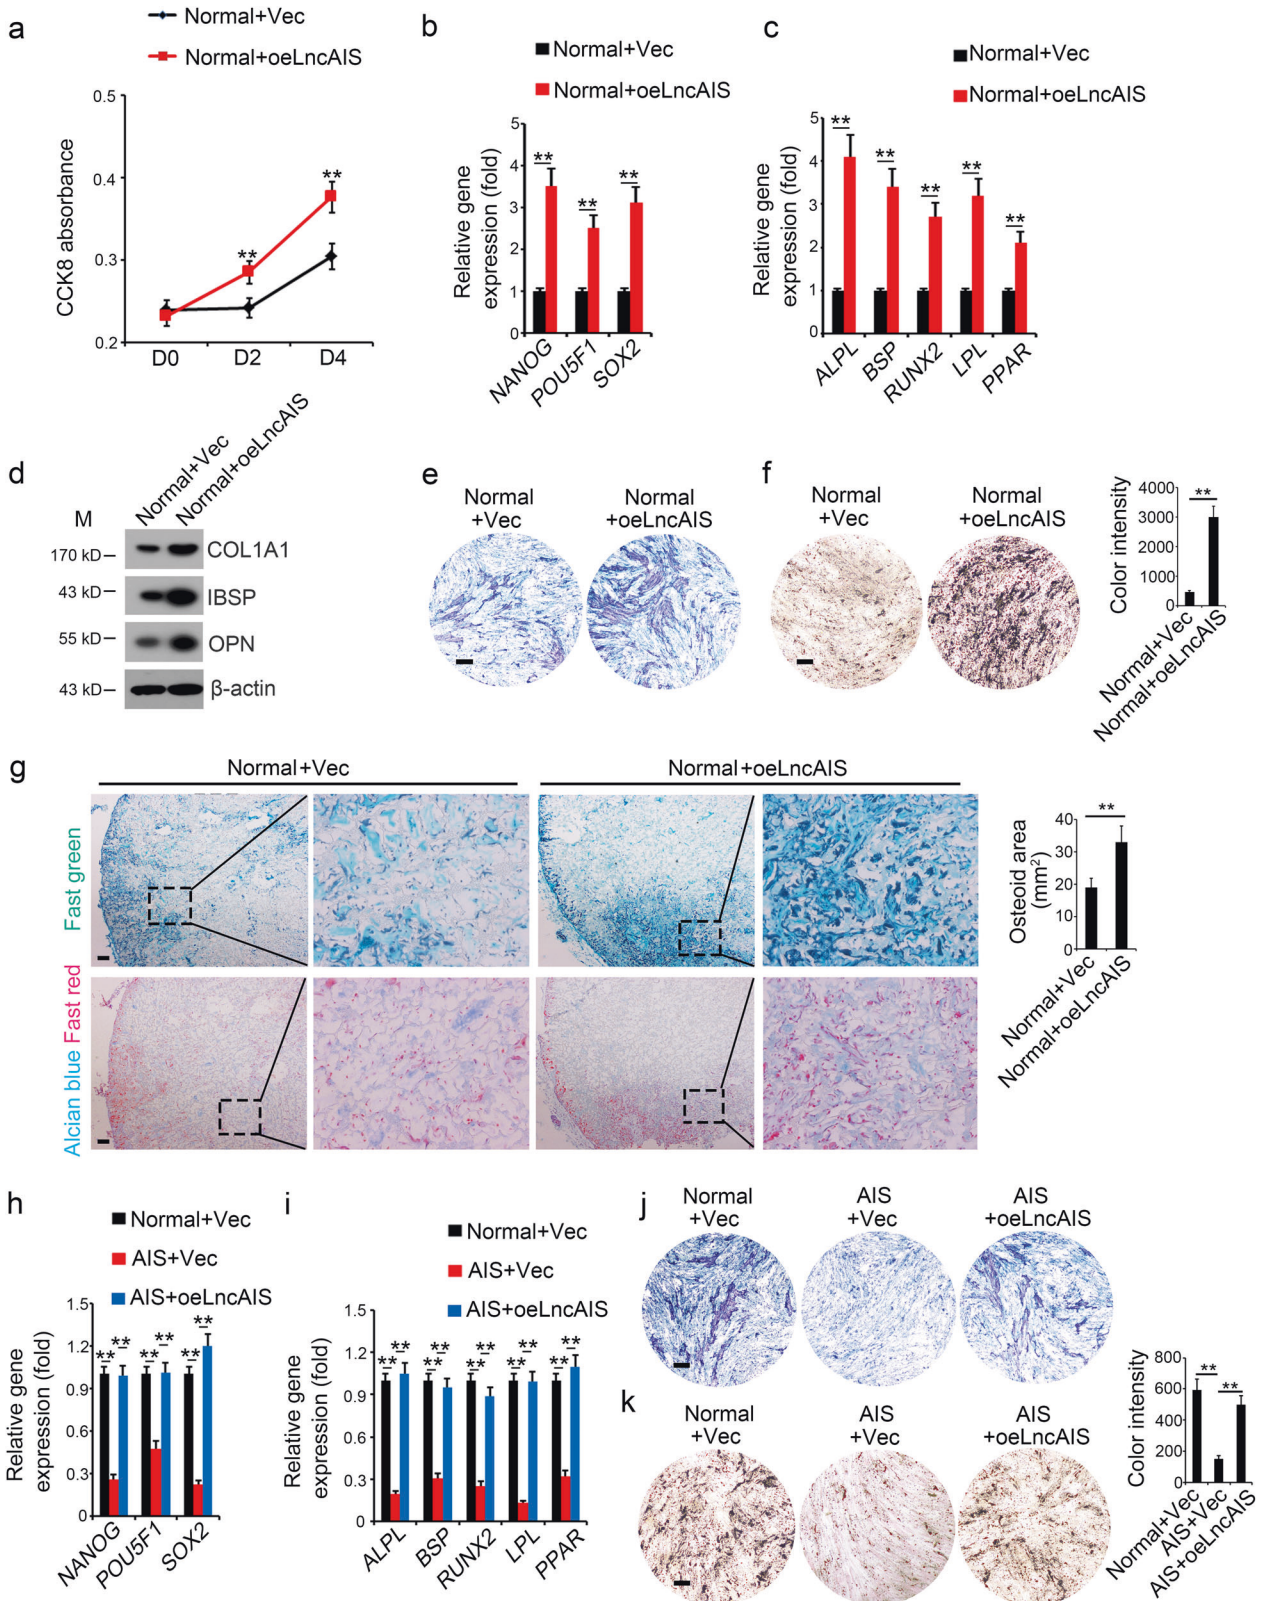 a
Normal+Vec
Normal+oeLncAIS
CCK8 absorbance
0.5
0.4
0.3
0.2
**
**
D0
D2
D4
b
Normal+Vec
Normal+oeLncAIS
Relative gene
expression (fold)
5
4
3
2
1
0
**
**
**
NANOG
POU5F1
SOX2
c
Normal+Vec
Normal+oeLncAIS
Relative gene
expression (fold)
5
4
3
2
1
0
**
**
**
**
**
ALPL
BSP
RUNX2
LPL
PPAR
d
Normal+Vec
Normal+oeLncAIS
M
170 kD
COL1A1
43 kD
IBSP
55 kD
OPN
43 kD
β-actin
e
Normal
+Vec
Normal
+oeLncAIS
f
Normal
+Vec
Normal
+oeLncAIS
Color intensity
4000
3000
2000
1000
0
**
Normal+Vec
Normal+oeLncAIS
g
Normal+Vec
Normal+oeLncAIS
Fast green
Alcian blue Fast red
Osteoid area
(mm²)
40
30
20
10
0
**
Normal+Vec
Normal+oeLncAIS
h
Normal+Vec
AIS+Vec
AIS+oeLncAIS
Relative gene
expression (fold)
1.5
1.2
0.9
0.6
0.3
0
**
**
**
**
**
**
NANOG
POU5F1
SOX2
i
Normal+Vec
AIS+Vec
AIS+oeLncAIS
Relative gene
expression (fold)
1.5
1.2
0.9
0.6
0.3
0
**
**
**
**
**
**
**
**
**
**
ALPL
BSP
RUNX2
LPL
PPAR
j
Normal
+Vec
AIS
+Vec
AIS
+oeLncAIS
k
Normal
+Vec
AIS
+Vec
AIS
+oeLncAIS
Color intensity
800
600
400
200
0
**
**
Normal+Vec
AIS+Vec
AIS+oeLncAIS